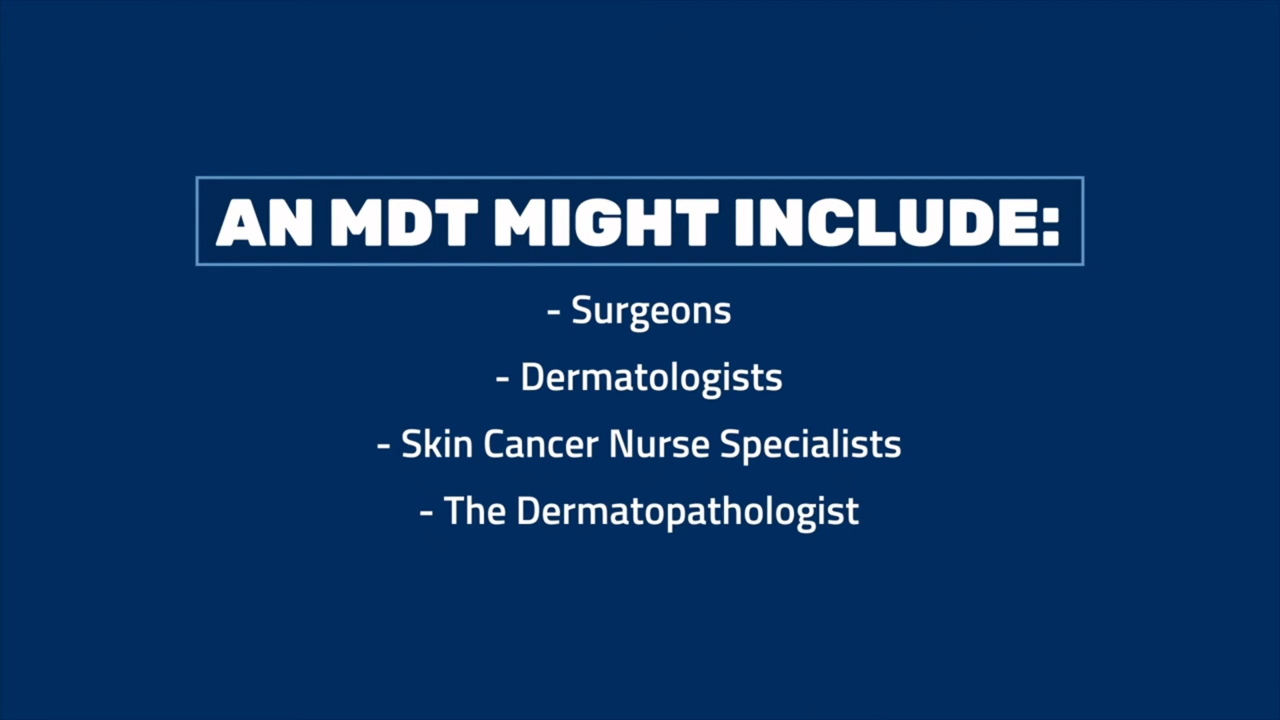 AN MDT MIGHT INCLUDE:
- Surgeons
- Dermatologists
- Skin Cancer Nurse Specialists
- The Dermatopathologist